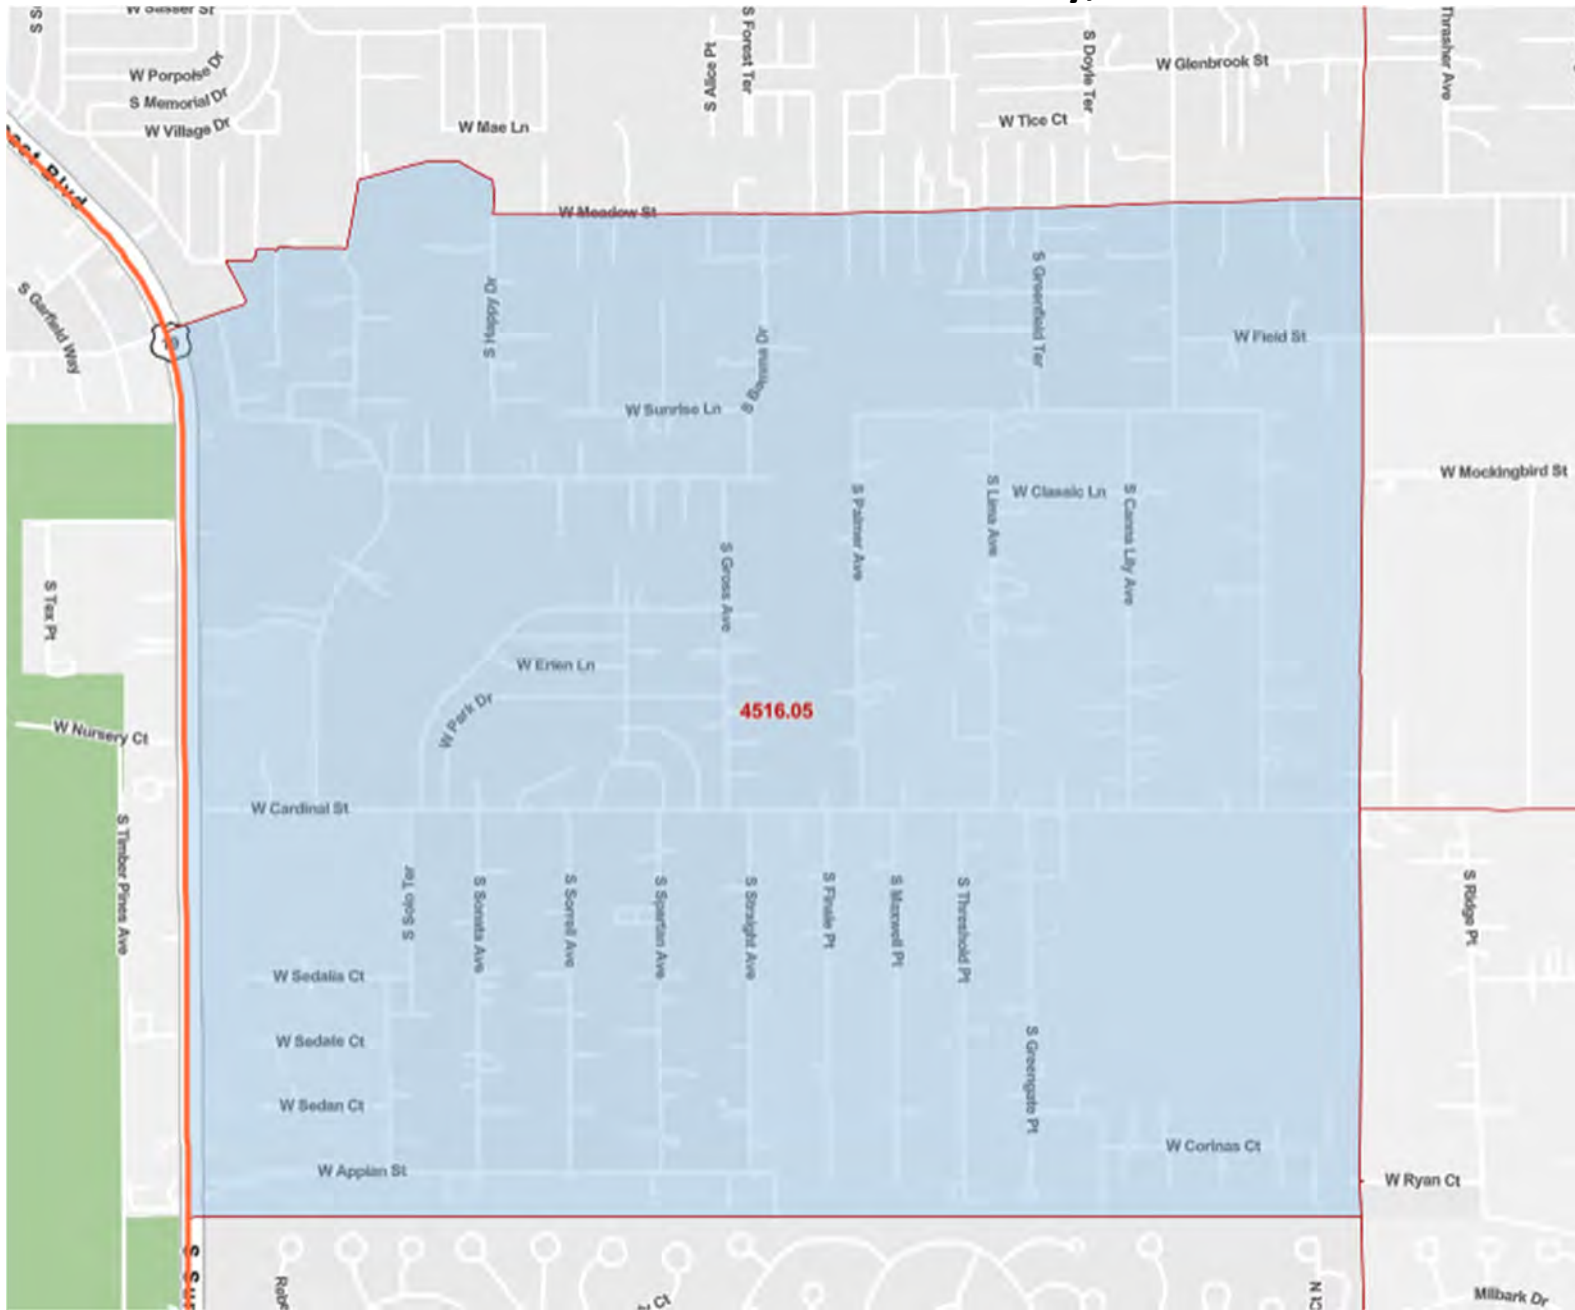 W Sasser St
S Forest Ter
S Alice Pt
S Doyle Ter
W Glenbrook St
Thrasher Ave
W Porpoise Dr
S Memorial Dr
W Village Dr
W Mae Ln
W Tice Ct
Blvd
W Meadow St
S Garfield Way
19
S Happy Dr
S Greenfield Ter
W Field St
W Sunrise Ln
W Mockingbird St
W Classic Ln
S Palmer Ave
S Lima Ave
S Canna Lily Ave
S Gross Ave
S Tex Pt
W Erlen Ln
W Park Dr
4516.05
W Nursery Ct
W Cardinal St
S Timber Pines Ave
S Solo Ter
S Sonata Ave
S Sorrell Ave
S Spartan Ave
S Straight Ave
S Finale Pt
S Maxwell Pt
S Threshold Pt
S Ridge Pt
W Sedalia Ct
W Sedale Ct
S Greengate Pt
W Sedan Ct
W Corinas Ct
W Appian St
W Ryan Ct
Ct
Milbark Dr